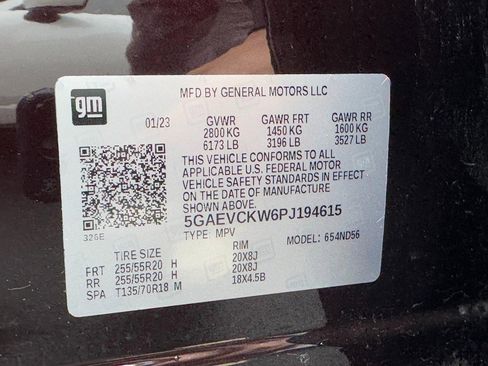 gm
MFD BY GENERAL MOTORS LLC
01/23 GVWR GAWR FRT GAWR RR
2800 KG 1450 KG 1600 KG
6173 LB 3196 LB 3527 LB
THIS VEHICLE CONFORMS TO ALL
APPLICABLE U.S. FEDERAL MOTOR
VEHICLE SAFETY STANDARDS IN EFFECT
ON THE DATE OF MANUFACTURE
SHOWN ABOVE.
5GAEVCKW6PJ194615
TYPE: MPV MODEL: 654ND56
326E
TIRE SIZE RIM
FRT 255/55R20 H 20X8J
RR 255/55R20 H 20X8J
SPA T135/70R18 M 18X4.5B